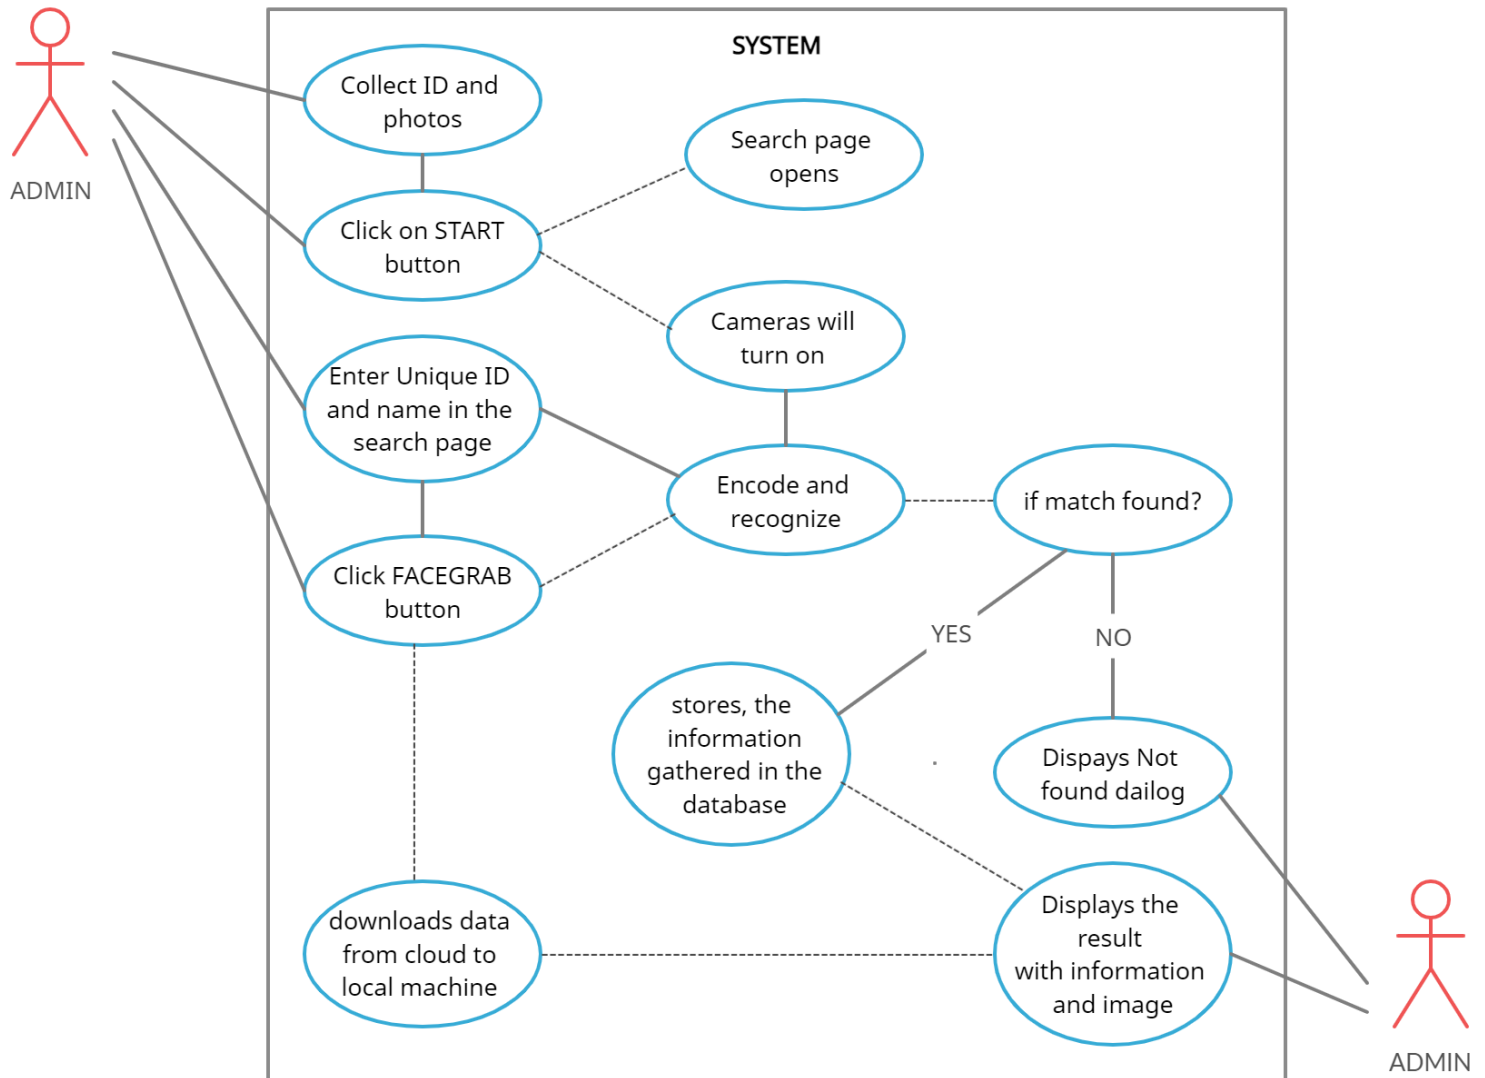 SYSTEM
ADMIN
Collect ID and
photos
Search page
opens
Click on START
button
Cameras will
turn on
Enter Unique ID
and name in the
search page
Encode and
recognize
if match found?
Click FACEGRAB
button
YES
NO
stores, the
information
gathered in the
database
Dispays Not
found dailog
downloads data
from cloud to
local machine
Displays the
result
with information
and image
ADMIN